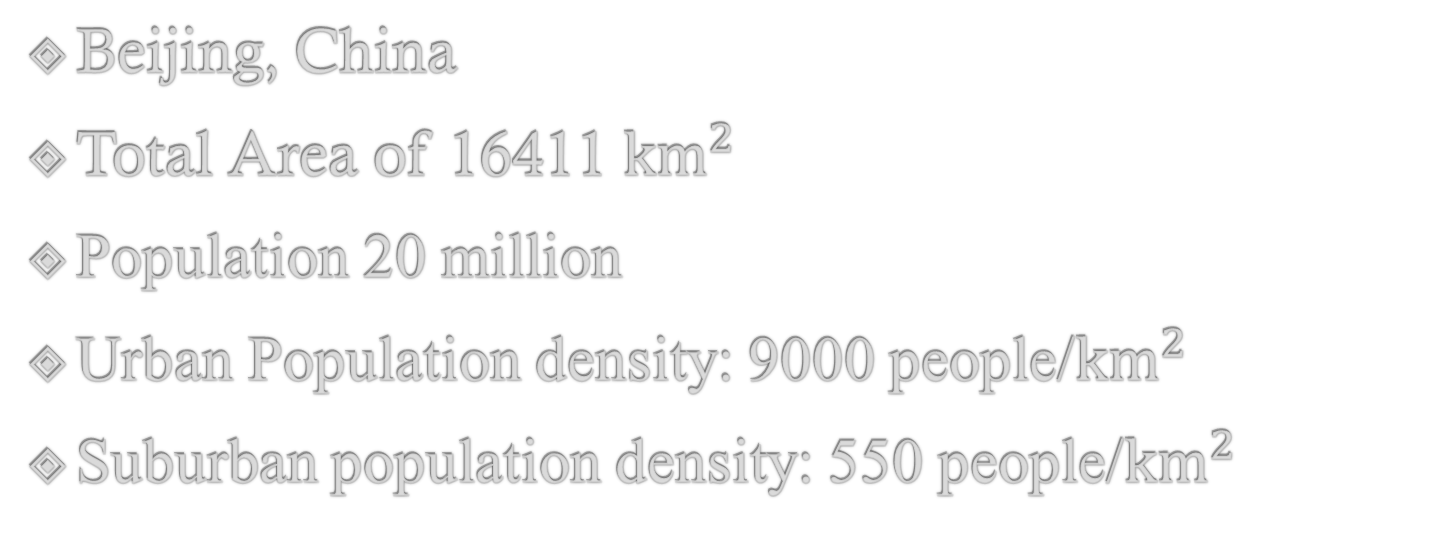 Beijing, China
Total Area of 16411 km²
Population 20 million
Urban Population density: 9000 people/km²
Suburban population density: 550 people/km²